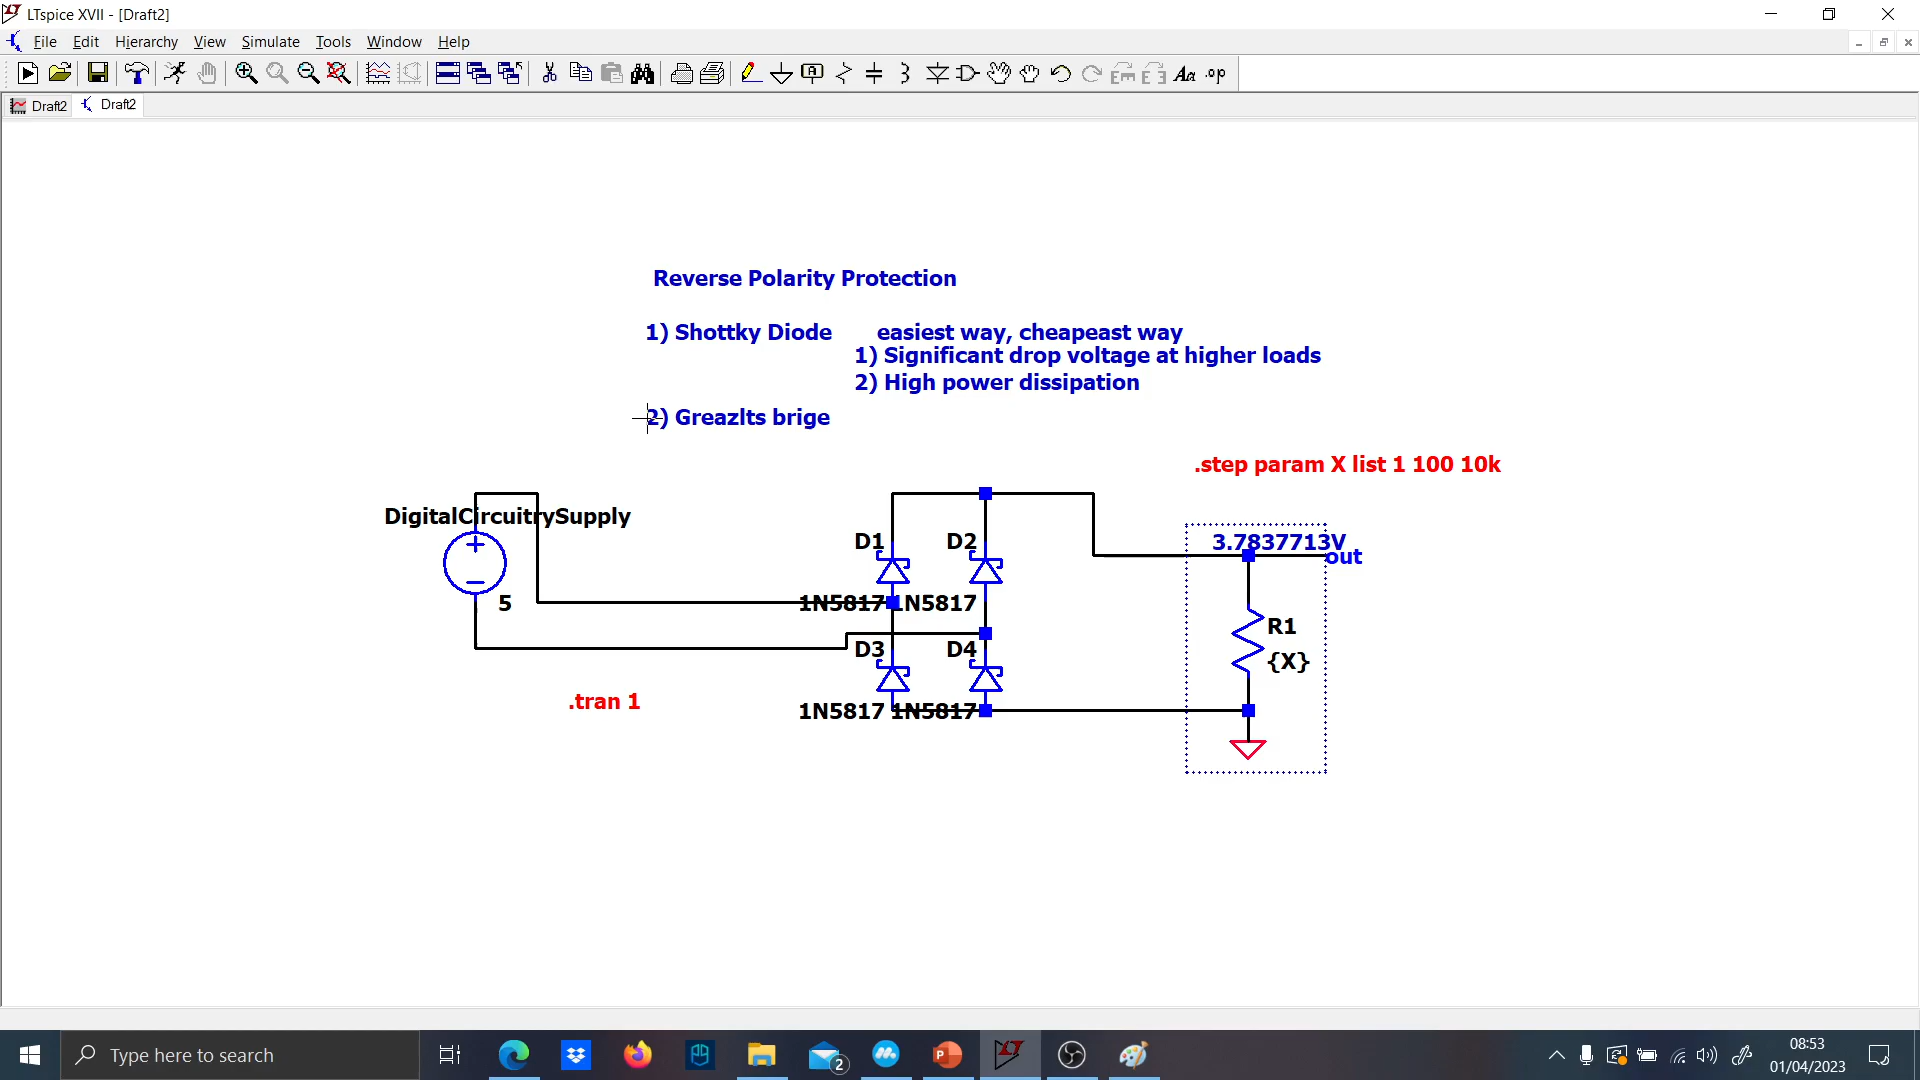 LTspice XVII - [Draft2]
File Edit Hierarchy View Simulate Tools Window Help
Aa .op
Draft2 Draft2
Reverse Polarity Protection
1) Shottky Diode easiest way, cheapeast way
1) Significant drop voltage at higher loads
2) High power dissipation
2) Greazlts brige
.step param X list 1 100 10k
DigitalCircuitrySupply
D1 D2
3.7837713V
out
5
1N5817 1N5817
R1
D3 D4
{X}
.tran 1
1N5817 1N5817
Type here to search
2
08:53
01/04/2023